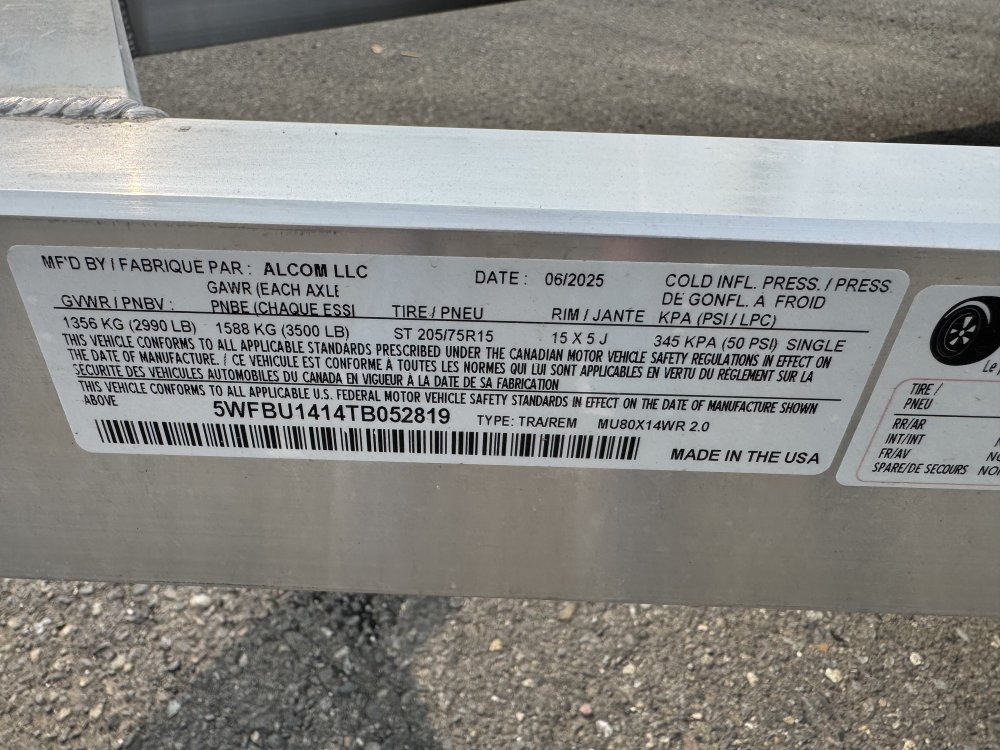 MF'D BY / FABRIQUE PAR : ALCOM LLC DATE : 06/2025 COLD INFL. PRESS. / PRESS.
GAWR (EACH AXLE DE GONFL. A FROID
GVWR / PNBV : PNBE (CHAQUE ESSI TIRE / PNEU RIM / JANTE KPA (PSI / LPC)
1356 KG (2990 LB) 1588 KG (3500 LB) ST 205/75R15 15 X 5 J 345 KPA (50 PSI) SINGLE
THIS VEHICLE CONFORMS TO ALL APPLICABLE STANDARDS PRESCRIBED UNDER THE CANADIAN MOTOR VEHICLE SAFETY REGULATIONS IN EFFECT ON
THE DATE OF MANUFACTURE. / CE VEHICULE EST CONFORME À TOUTES LES NORMES QUI LUI SONT APPLICABLES EN VERTU DU RÈGLEMENT SUR LA
SÉCURITÉ DES VEHICULES AUTOMOBILES DU CANADA EN VIGUEUR À LA DATE DE SA FABRICATION
THIS VEHICLE CONFORMS TO ALL APPLICABLE U.S. FEDERAL MOTOR VEHICLE SAFETY STANDARDS IN EFFECT ON THE DATE OF MANUFACTURE SHOWN
ABOVE
5WFBU1414TB052819 TYPE: TRA/REM MU80X14WR 2.0
MADE IN THE USA
TIRE /
PNEU
RR/AR
INT/INT
FR/AV
SPARE/DE SECOURS